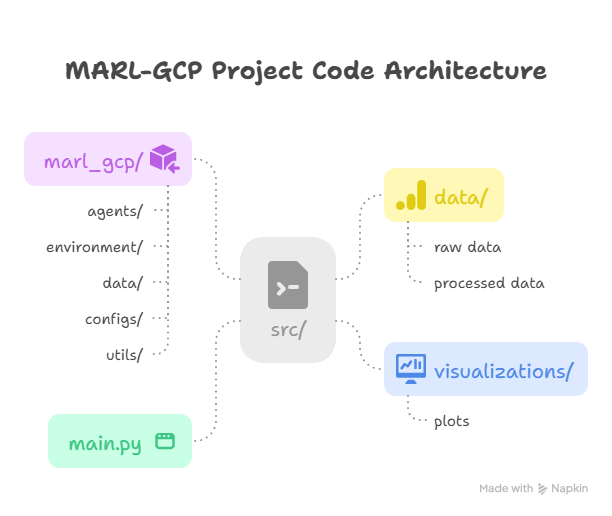 MARL-GCP Project Code Architecture
marl_gcp/
agents/
environment/
data/
configs/
utils/
main.py
src/
data/
raw data
processed data
visualizations/
plots
Made with Napkin